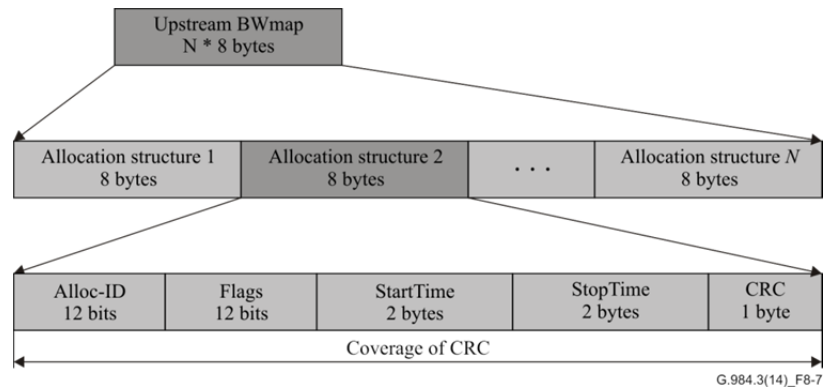 Upstream BWmap
N * 8 bytes
Allocation structure 1
8 bytes
Allocation structure 2
8 bytes
. . .
Allocation structure N
8 bytes
Alloc-ID
12 bits
Flags
12 bits
StartTime
2 bytes
StopTime
2 bytes
CRC
1 byte
Coverage of CRC
G.984.3(14)_F8-7